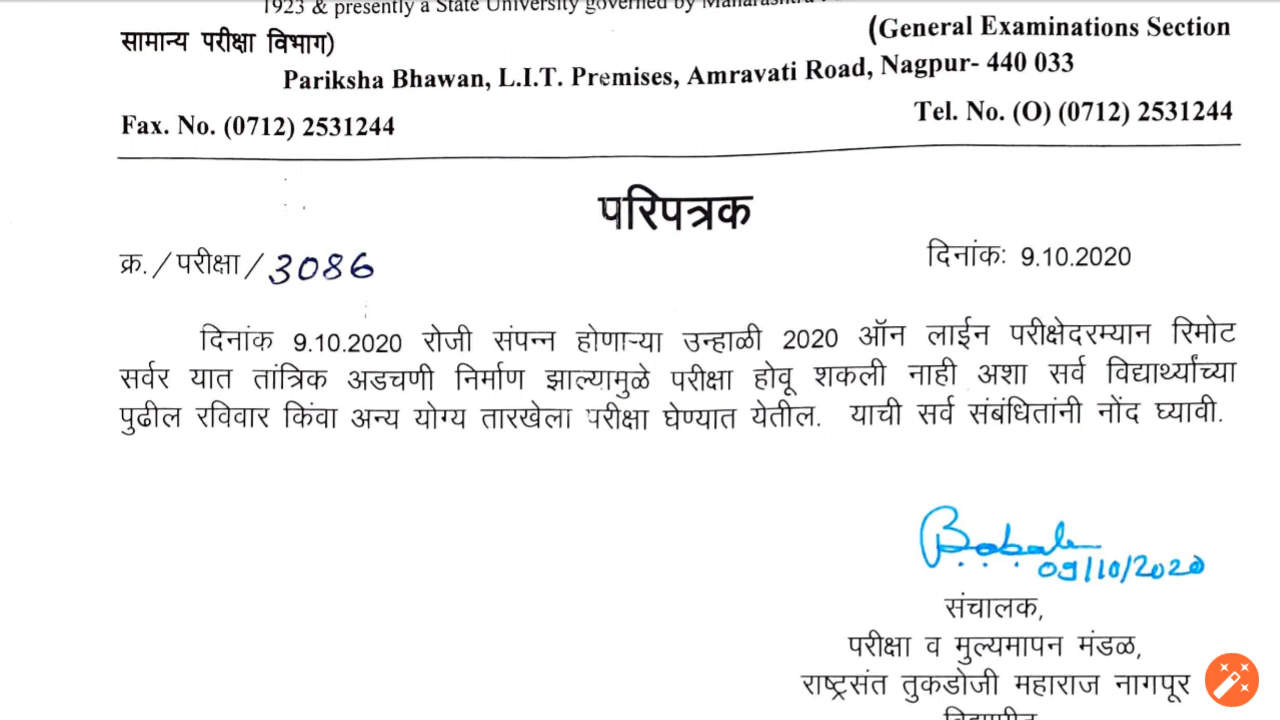 1923 & presently a State University governed by Maharashtra
सामान्य परीक्षा विभाग)
(General Examinations Section
Pariksha Bhawan, L.I.T. Premises, Amravati Road, Nagpur- 440 033
Fax. No. (0712) 2531244
Tel. No. (O) (0712) 2531244
परिपत्रक
क्र./परीक्षा/3086
दिनांकः 9.10.2020
दिनांक 9.10.2020 रोजी संपन्न होणाऱ्या उन्हाळी 2020 ऑन लाईन परीक्षेदरम्यान रिमोट
सर्वर यात तांत्रिक अडचणी निर्माण झाल्यामुळे परीक्षा होवू शकली नाही अशा सर्व विद्यार्थ्यांच्या
पुढील रविवार किंवा अन्य योग्य तारखेला परीक्षा घेण्यात येतील. याची सर्व संबंधितांनी नोंद घ्यावी.
09/10/2020
संचालक,
परीक्षा व मुल्यमापन मंडळ,
राष्ट्रसंत तुकडोजी महाराज नागपूर